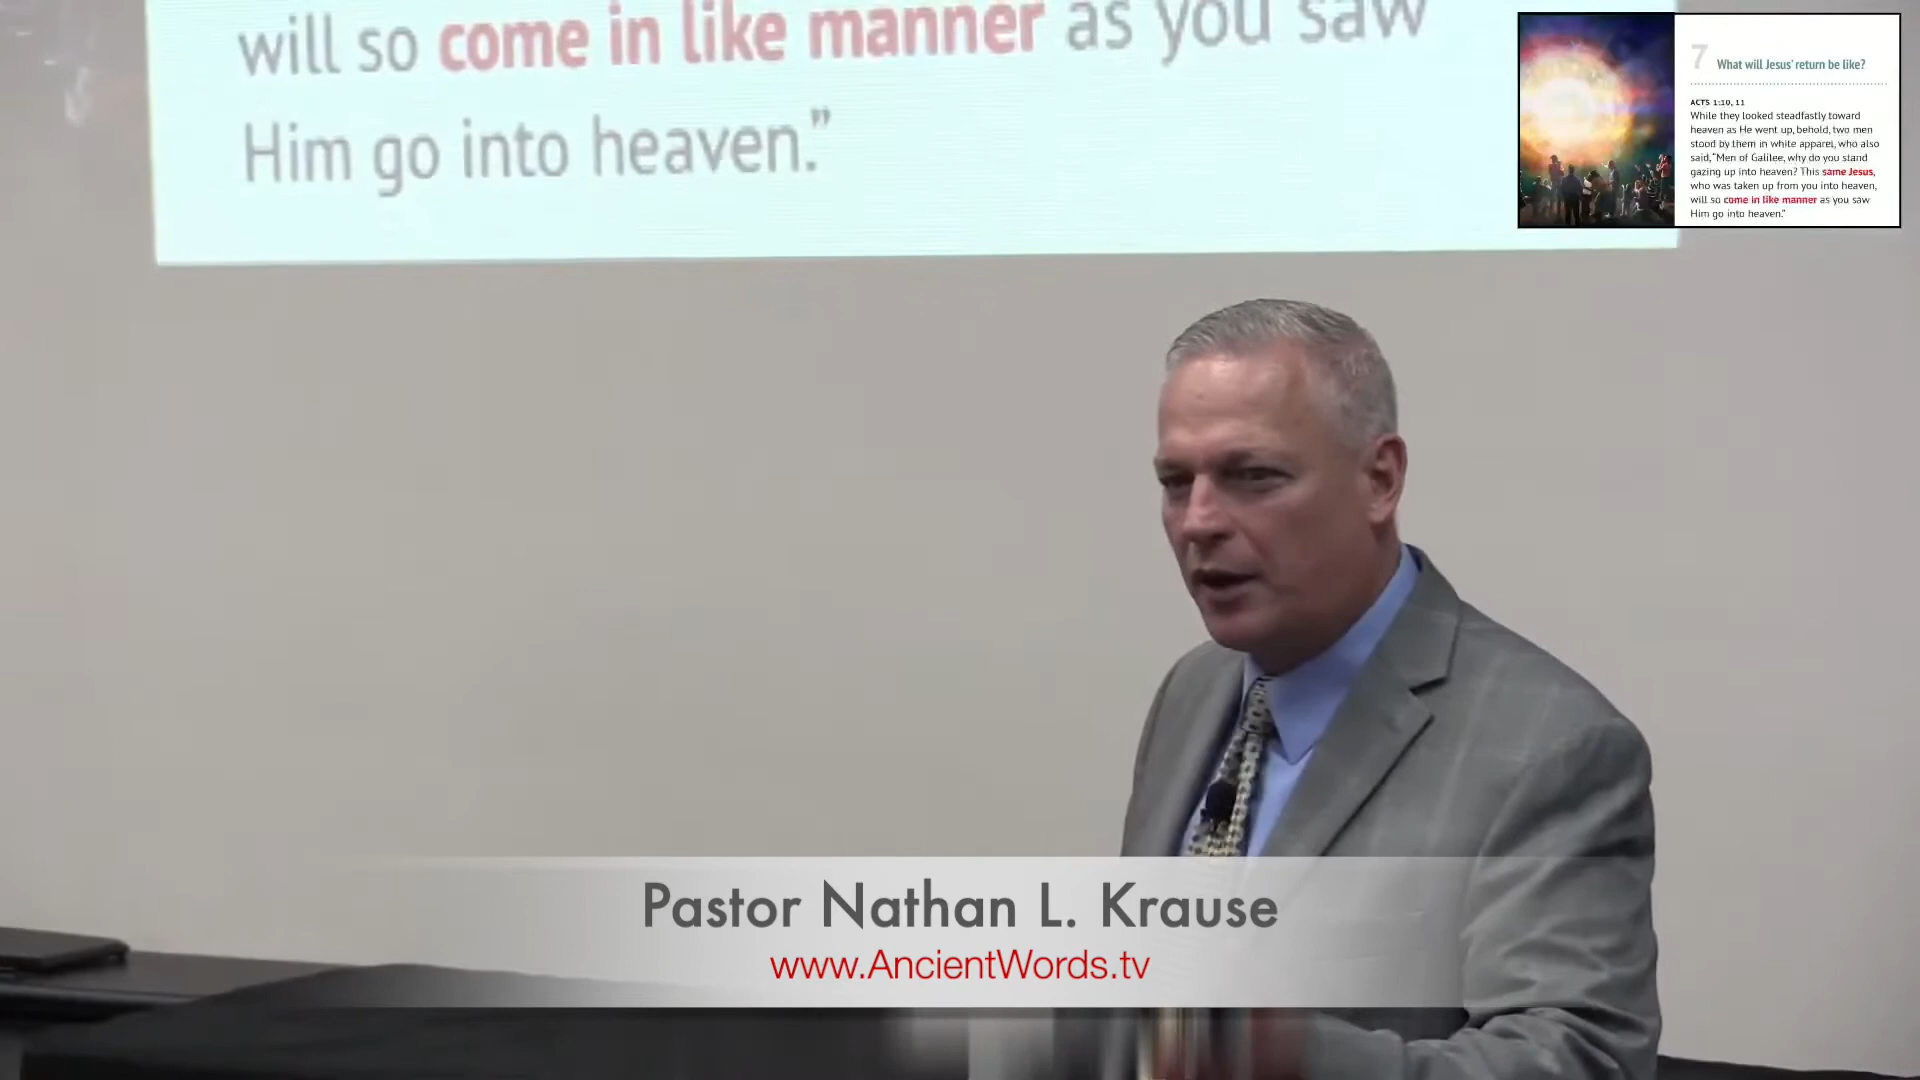 will so come in like manner as you saw
Him go into heaven.”
7 What will Jesus' return be like?
ACTS 1:10, 11
While they looked steadfastly toward
heaven as He went up, behold, two men
stood by them in white apparel, who also
said, “Men of Galilee, why do you stand
gazing up into heaven? This same Jesus,
who was taken up from you into heaven,
will so come in like manner as you saw
Him go into heaven.”
Pastor Nathan L. Krause
www.AncientWords.tv